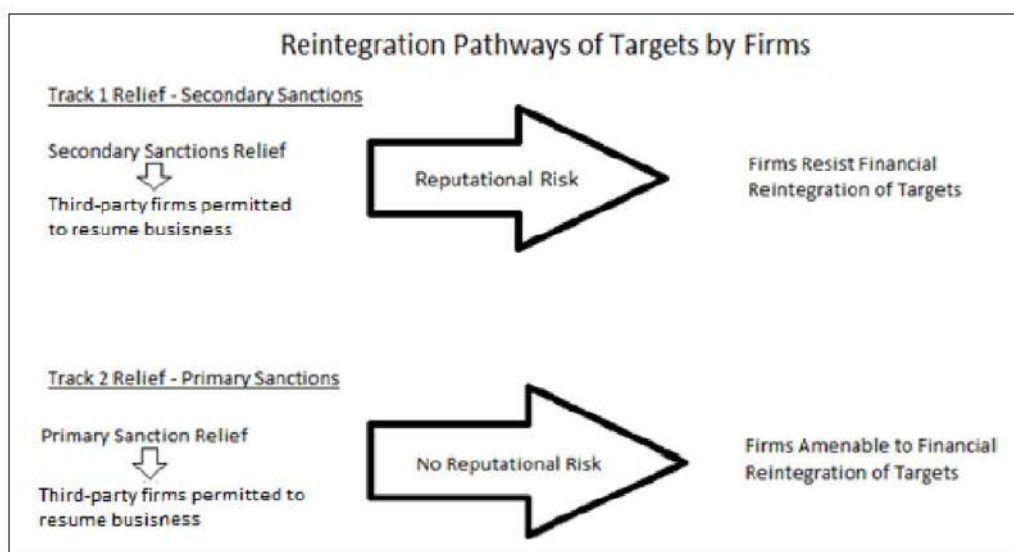 Reintegration Pathways of Targets by Firms
Track 1 Relief - Secondary Sanctions
Secondary Sanctions Relief
Third-party firms permitted
to resume busisness
Reputational Risk
Firms Resist Financial
Reintegration of Targets
Track 2 Relief - Primary Sanctions
Primary Sanction Relief
Third-party firms permitted to
resume busisness
No Reputational Risk
Firms Amenable to Financial
Reintegration of Targets